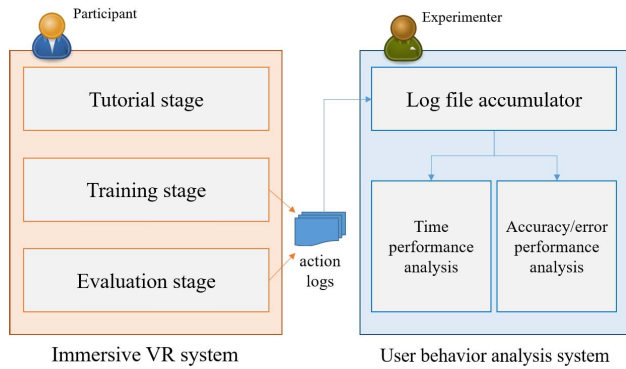 Participant
Tutorial stage
Training stage
Evaluation stage
Immersive VR system
action
logs
Experimenter
Log file accumulator
Time
performance
analysis
Accuracy/error
performance
analysis
User behavior analysis system